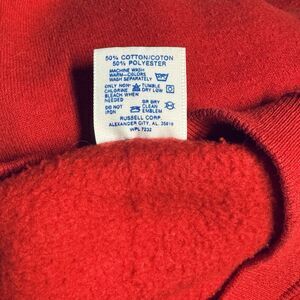 50% COTTON/COTON
50% POLYESTER
MACHINE WASH
WARM-COLORS
WASH SEPARATELY
ONLY NON- TUMBLE
CHLORINE DRY LOW
BLEACH WHEN
NEEDED OR DRY
DO NOT CLEAN
IRON EMBLEM
RUSSELL CORP.
ALEXANDER CITY, AL 35010
WPL 7232